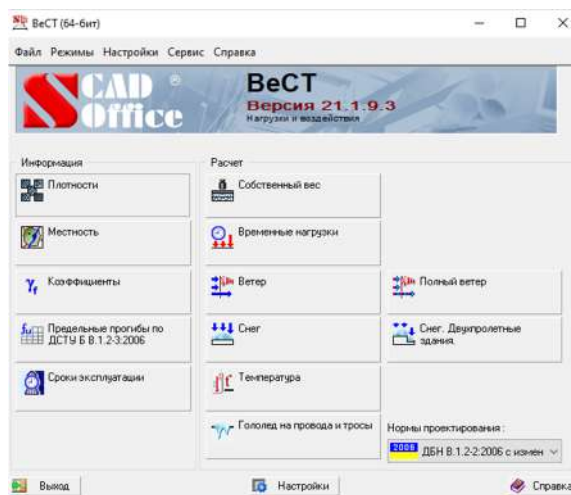 ВеСТ (64-бит)
Файл Режимы Настройки Сервис Справка
SCAD Office ®
ВеСТ
Версия 21.1.9.3
Нагрузки и воздействия
Информация
Плотности
Местность
γf Коэффициенты
Предельные прогибы по
ДСТУ Б В.1.2-3:2006
Сроки эксплуатации
Расчет
Собственный вес
Временные нагрузки
Ветер
Полный ветер
Снег
Снег. Двухпролетные
здания
Температура
Гололед на провода и тросы
Нормы проектирования :
2006 ДБН В.1.2-2:2006 с измен
Выход
Настройки
Справка